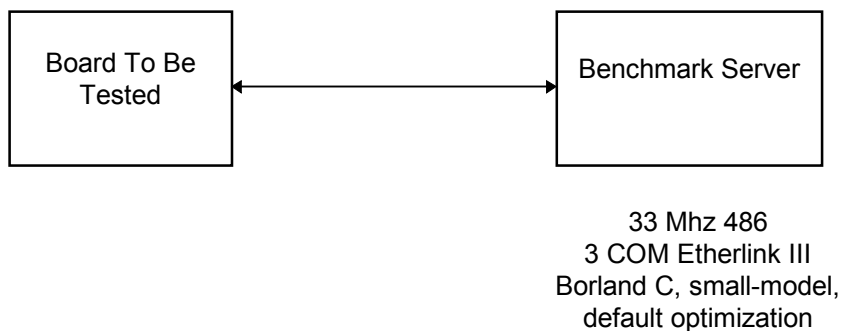 Board To Be
Tested
Benchmark Server
33 Mhz 486
3 COM Etherlink III
Borland C, small-model,
default optimization